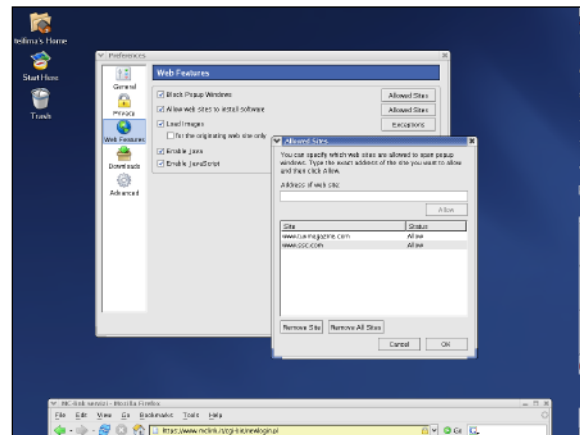 tellima's Home
Start Here
Trash
Preferences
General
Privacy
Web Features
Downloads
Advanced
Web Features
Block Popup Windows
Allowed Sites
Allow web sites to install software
Allowed Sites
Load Images
Exceptions
for the originating web site only
Enable Java
Enable JavaScript
Allowed Sites
You can specify which web sites are allowed to open popup
windows. Type the exact address of the site you want to allow
and then click Allow.
Address of web site:
Allow
Site Status
Allow
www.ssc.com Allow
Remove Site Remove All Sites
Cancel OK
MC-link servizi - Mozilla Firefox
File Edit View Go Bookmarks Tools Help
Go